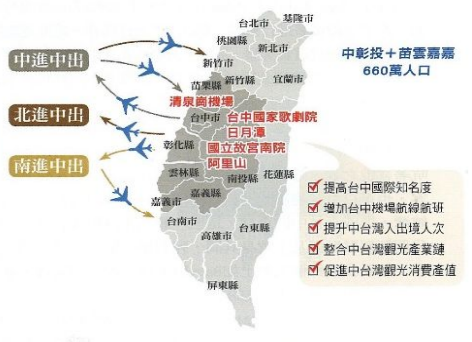 基隆市
台北市
桃園縣
新北市
新竹市
中彰投＋苗雲嘉嘉
660萬人口
中進中出
苗栗縣
新竹縣
宜蘭市
清泉崗機場
北進中出
台中市
台中國家歌劇院
日月潭
彰化縣
國立故宮南院
阿里山
南進中出
雲林縣
南投縣
花蓮縣
嘉義縣
嘉義市
台南市
高雄市
台東縣
屏東縣
提高台中國際知名度
增加台中機場航線航班
提升中台灣入出境人次
整合中台灣觀光產業鏈
促進中台灣觀光消費產值